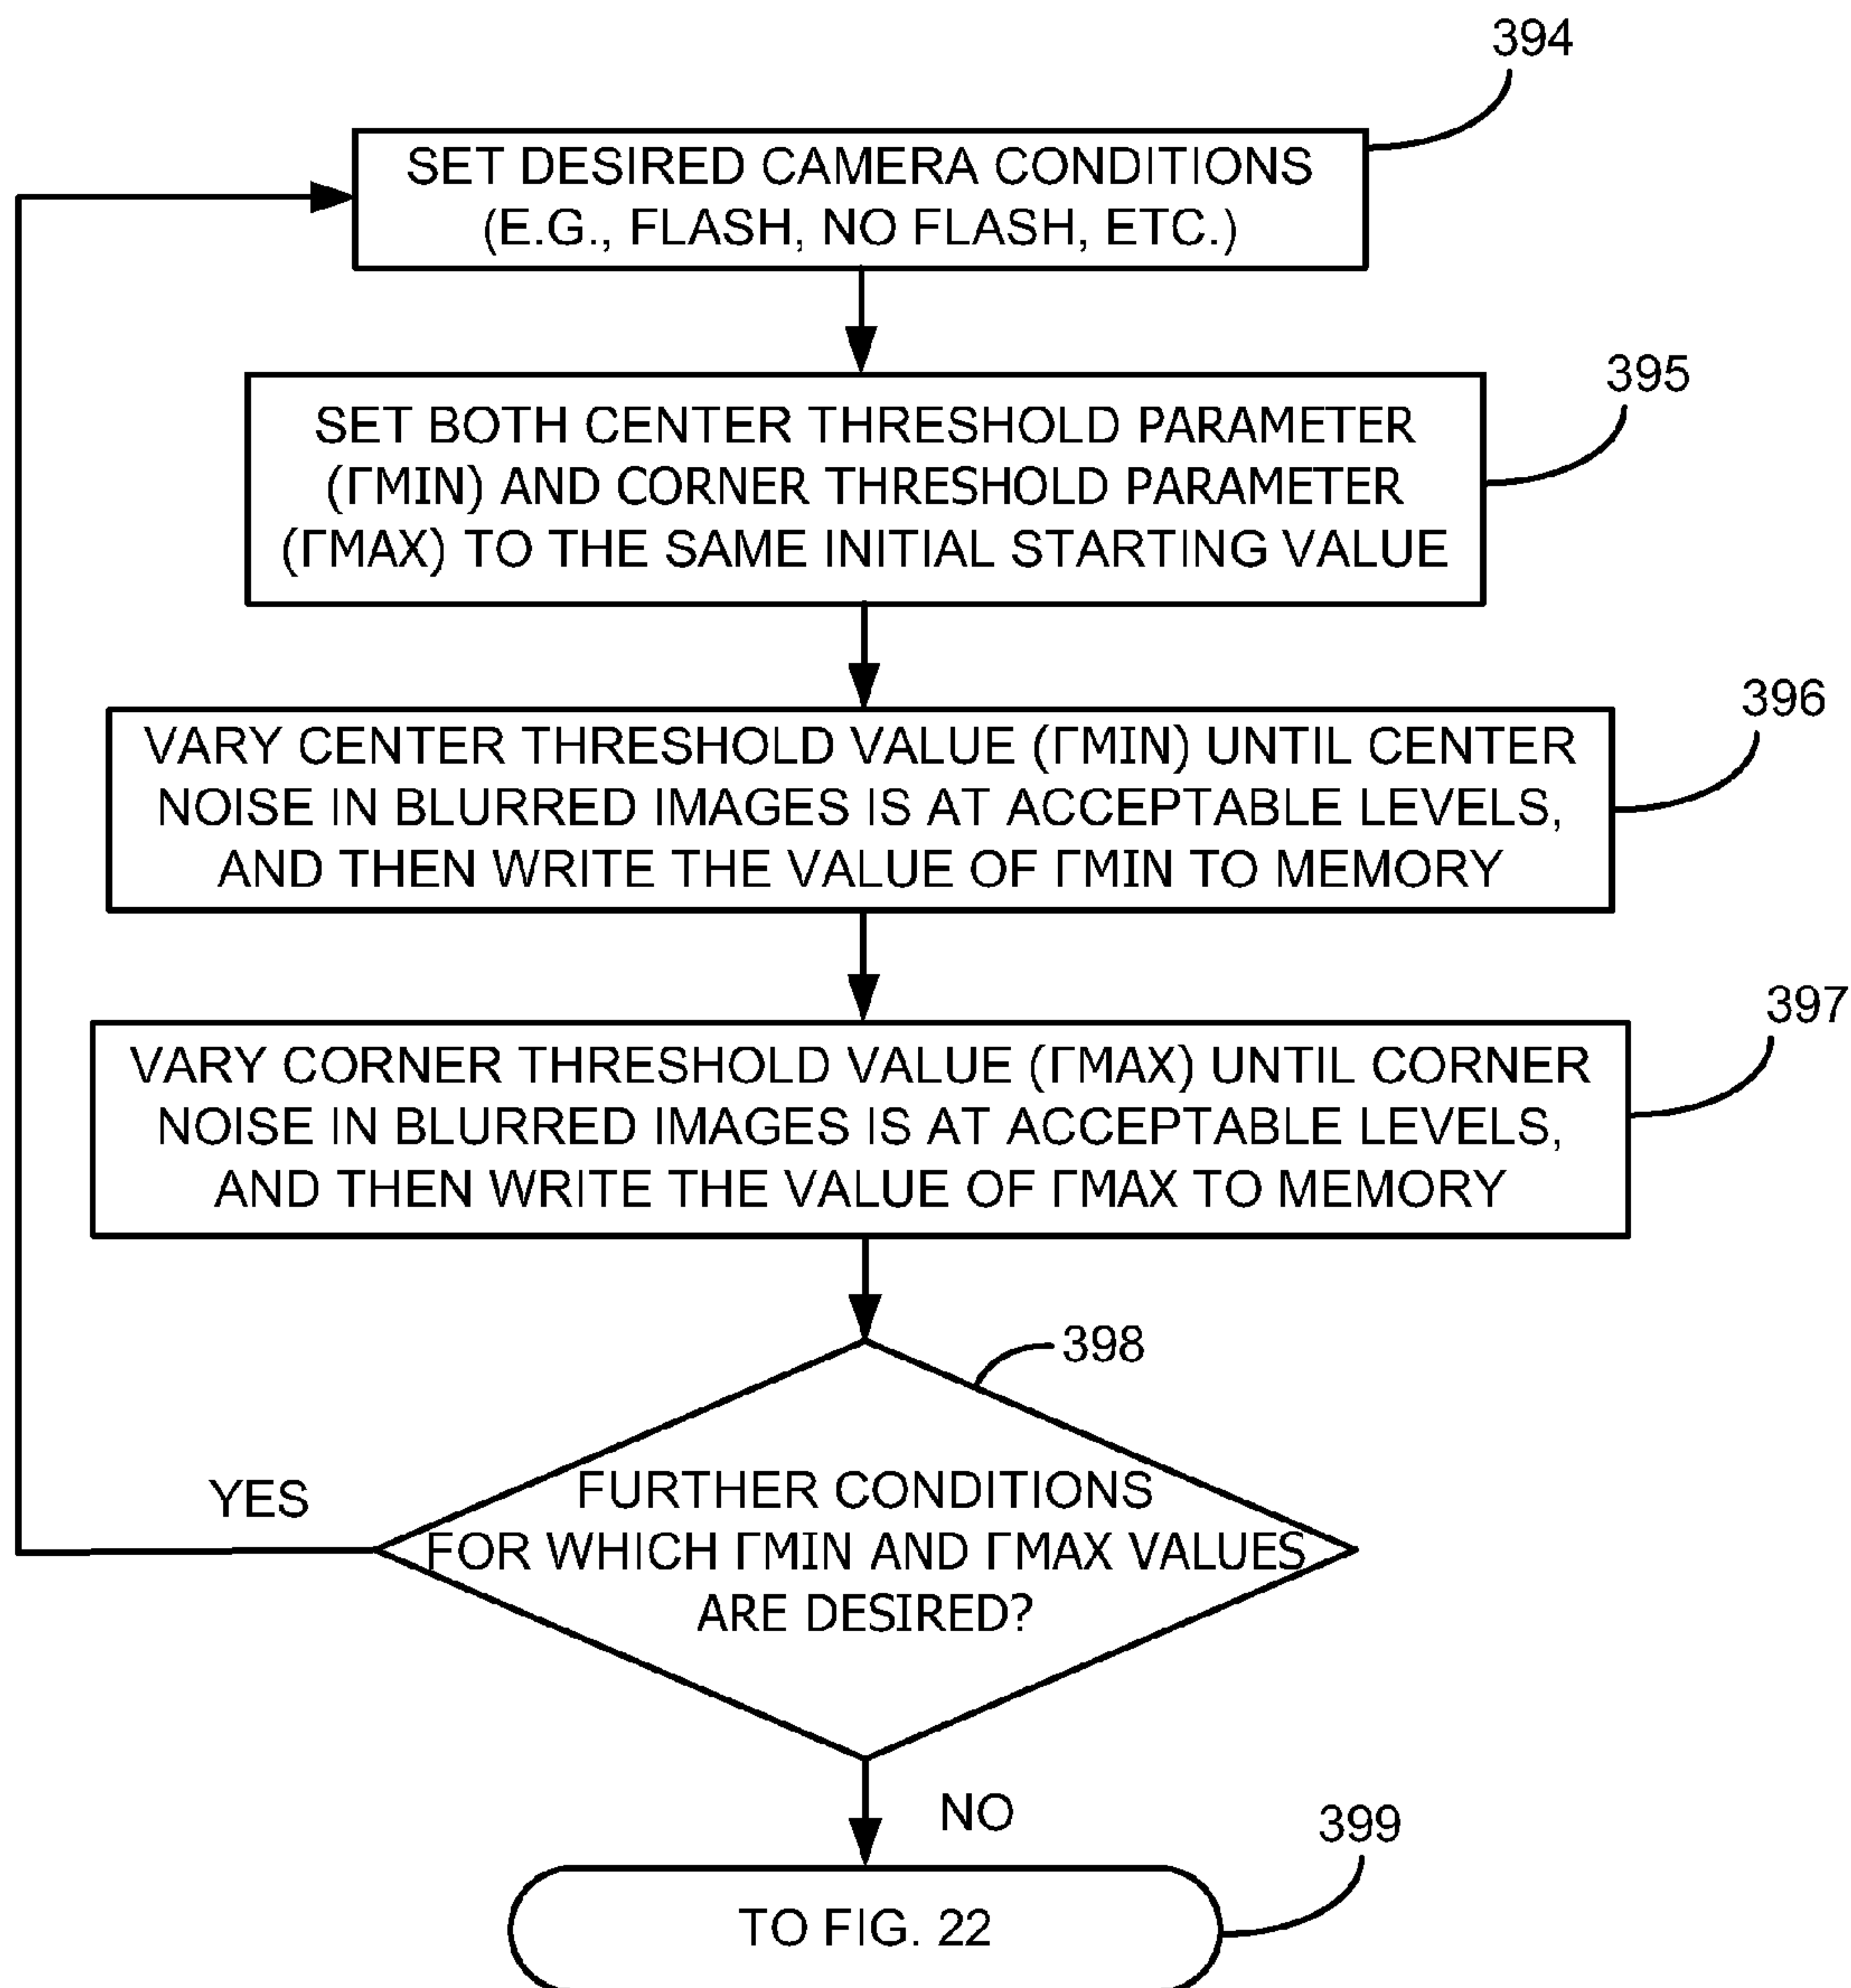 394
SET DESIRED CAMERA CONDITIONS
(E.G., FLASH, NO FLASH, ETC.)
395
SET BOTH CENTER THRESHOLD PARAMETER
(ΓMIN) AND CORNER THRESHOLD PARAMETER
(ΓMAX) TO THE SAME INITIAL STARTING VALUE
396
VARY CENTER THRESHOLD VALUE (ΓMIN) UNTIL CENTER
NOISE IN BLURRED IMAGES IS AT ACCEPTABLE LEVELS,
AND THEN WRITE THE VALUE OF ΓMIN TO MEMORY
397
VARY CORNER THRESHOLD VALUE (ΓMAX) UNTIL CORNER
NOISE IN BLURRED IMAGES IS AT ACCEPTABLE LEVELS,
AND THEN WRITE THE VALUE OF ΓMAX TO MEMORY
398
FURTHER CONDITIONS
FOR WHICH ΓMIN AND ΓMAX VALUES
ARE DESIRED?
YES
NO
399
TO FIG. 22